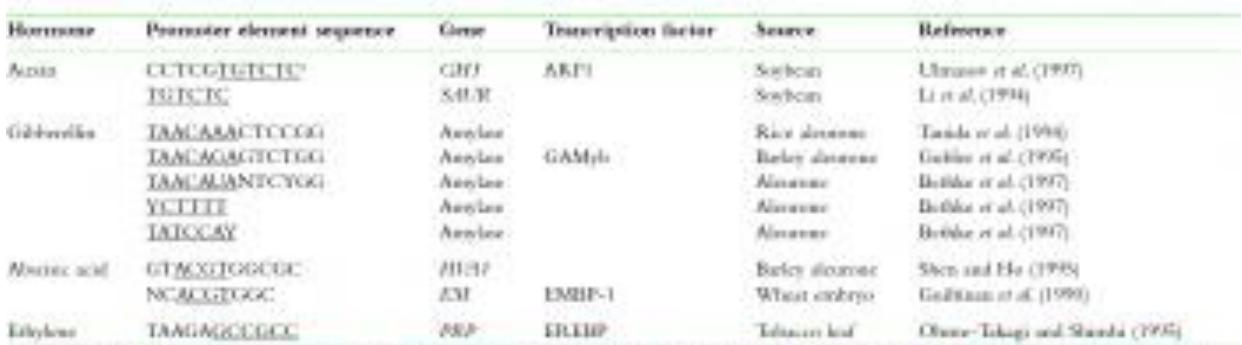 Hormone Promoter element sequence Gene Transcription factor Source Reference
Auxin CCTCGTGTCTC GH3 ARF1 Soybean Ulmasov et al. (1997)
TGTCTC SAUR Soybean Li et al. (1994)
Gibberellin TAACAAACTCCGG Amylase Rice aleurone Tanida et al. (1994)
TAACAGAGTCTGG Amylase GAMyb Barley aleurone Gubler et al. (1995)
Amylase Aleurone Bethke et al. (1997)
YCTTTT Amylase Aleurone Bethke et al. (1997)
TATCCAY Amylase Aleurone Bethke et al. (1997)
Abscisic acid GTACGTGGCGC Barley aleurone Shen and Ho (1995)
NCACGTGGC EM EMBP-1 Wheat embryo et al. (1990)
Ethylene TAAGAGCCGCC PRP EREBP Tobacco leaf Ohme-Takagi and Shinshi (1995)